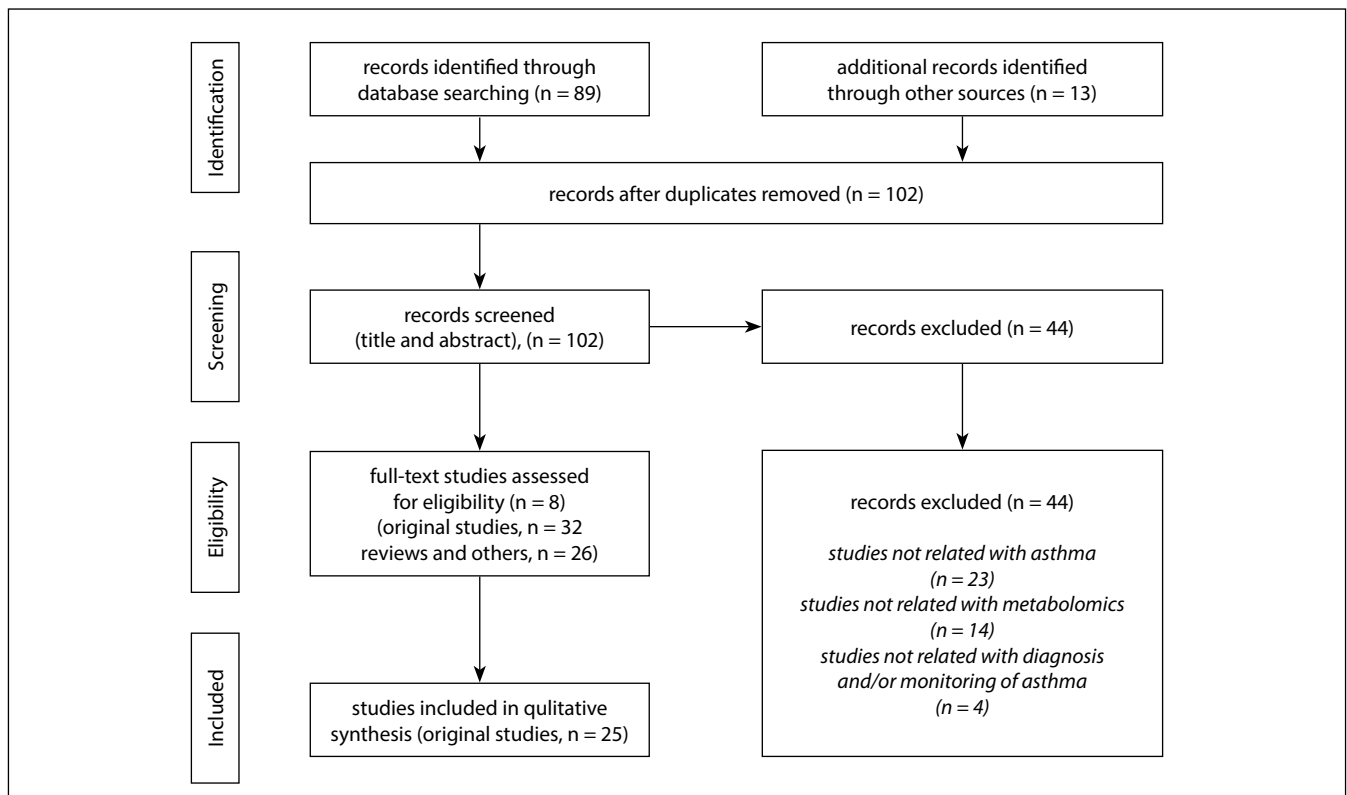 Identification
records identified through
database searching (n = 89)
additional records identified
through other sources (n = 13)
records after duplicates removed (n = 102)
Screening
records screened
(title and abstract), (n = 102)
records excluded (n = 44)
Eligibility
full-text studies assessed
for eligibility (n = 8)
(original studies, n = 32
reviews and others, n = 26)
records excluded (n = 44)
studies not related with asthma
(n = 23)
studies not related with metabolomics
(n = 14)
studies not related with diagnosis
and/or monitoring of asthma
(n = 4)
Included
studies included in qulitative
synthesis (original studies, n = 25)